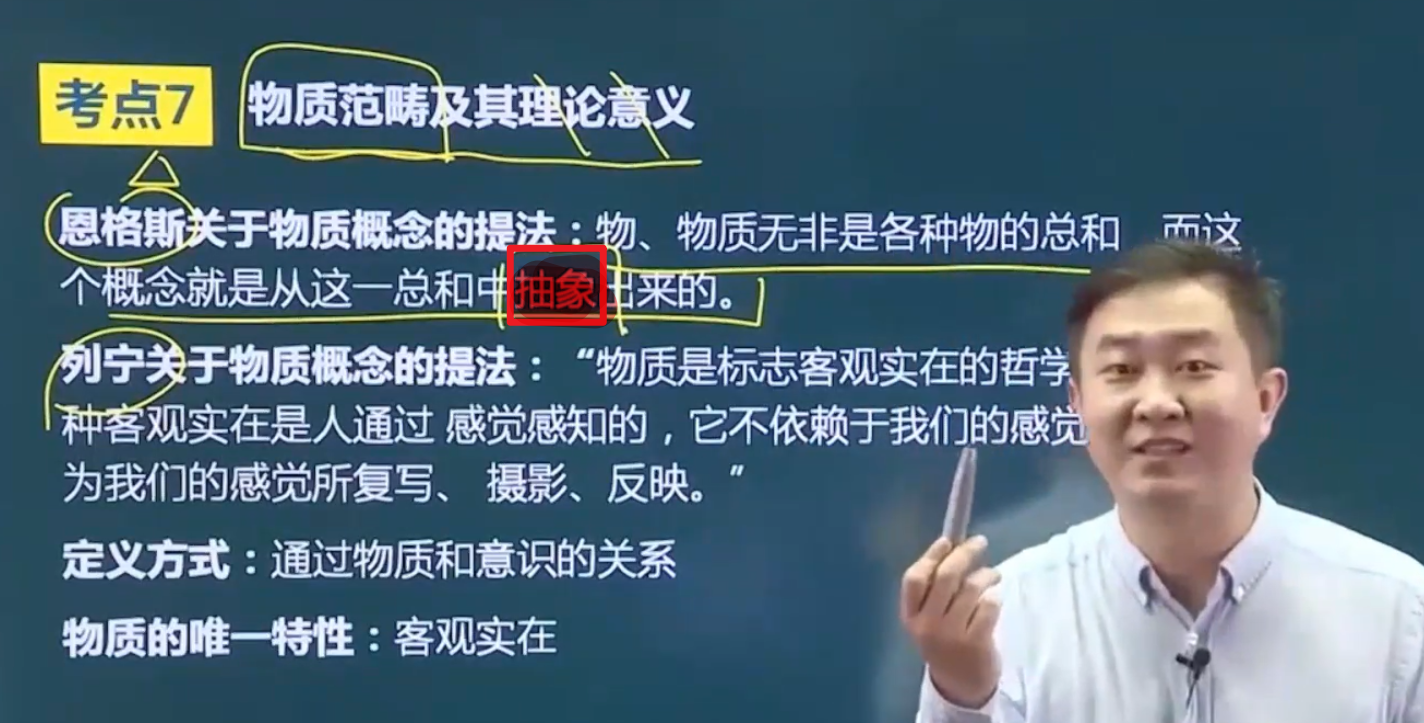 考点7 物质范畴及其理论意义
恩格斯关于物质概念的提法：物、物质无非是各种物的总和，而这
个概念就是从这一总和中抽象出来的。
列宁关于物质概念的提法：“物质是标志客观实在的哲学
种客观实在是人通过 感觉感知的，它不依赖于我们的感觉
为我们的感觉所复写、 摄影、反映。”
定义方式：通过物质和意识的关系
物质的唯一特性：客观实在